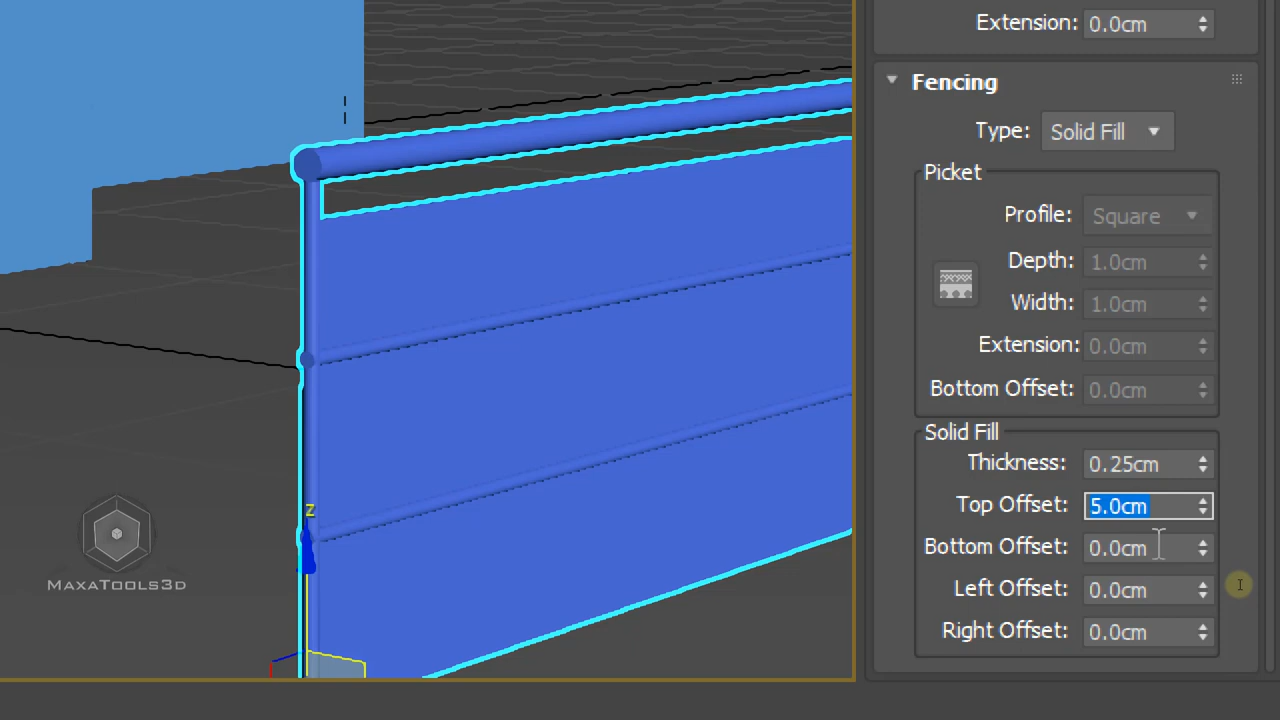 Extension: 0.0cm
Fencing
Type: Solid Fill
Picket
Profile: Square
Depth: 1.0cm
Width: 1.0cm
Extension: 0.0cm
Bottom Offset: 0.0cm
Solid Fill
Thickness: 0.25cm
Top Offset: 5.0cm
Bottom Offset: 0.0cm
Left Offset: 0.0cm
Right Offset: 0.0cm
z
MAXATOOLS3D